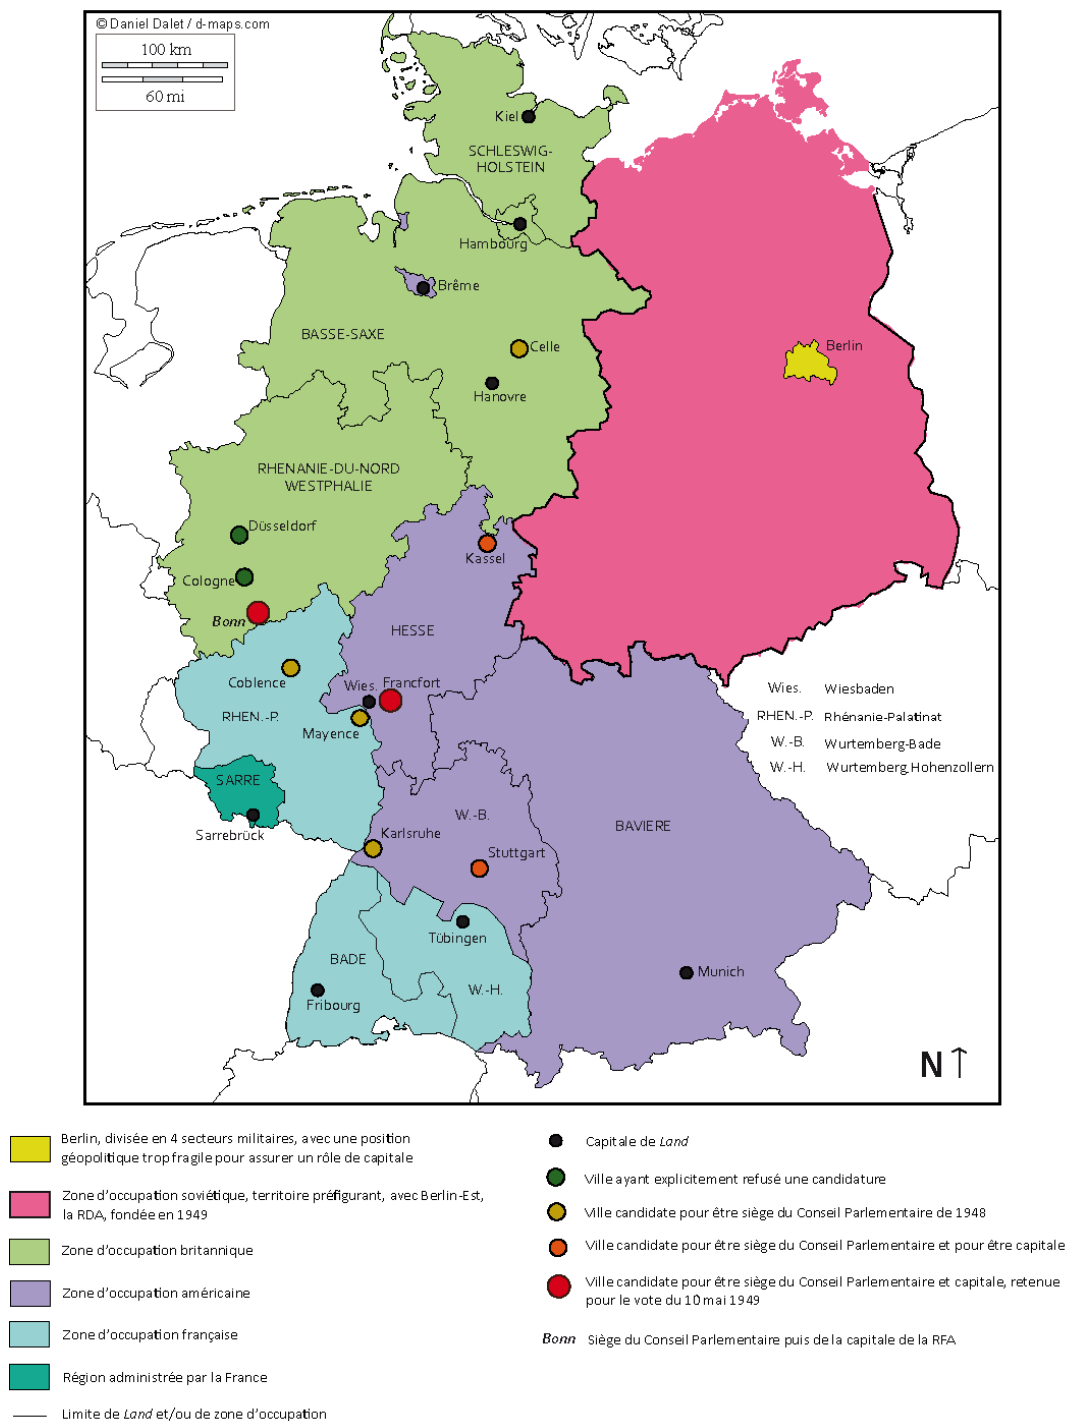 © Daniel Dalet / d-maps.com
100 km
60 mi
Kiel
SCHLESWIG-
HOLSTEIN
Hambourg
Brême
BASSE-SAXE
Celle
Berlin
Hanovre
RHENANIE-DU-NORD
WESTPHALIE
Düsseldorf
Kassel
Cologne
Bonn
HESSE
Coblence
Wies.
Francfort
RHEN.-P.
Mayence
Wies. Wiesbaden
RHEN.-P. Rhénanie-Palatinat
W.-B. Wurtemberg-Bade
W.-H. Wurtemberg Hohenzollern
SARRE
Sarrebrück
W.-B.
Karlsruhe
Stuttgart
BAVIERE
Tübingen
BADE
W.-H.
Fribourg
Munich
N↑
Berlin, divisée en 4 secteurs militaires, avec une position
géopolitique trop fragile pour assurer un rôle de capitale
Zone d'occupation soviétique, territoire préfigurant, avec Berlin-Est,
la RDA, fondée en 1949
Zone d'occupation britannique
Zone d'occupation américaine
Zone d'occupation française
Région administrée par la France
Limite de Land et/ou de zone d'occupation
Capitale de Land
Ville ayant explicitement refusé une candidature
Ville candidate pour être siège du Conseil Parlementaire de 1948
Ville candidate pour être siège du Conseil Parlementaire et pour être capitale
Ville candidate pour être siège du Conseil Parlementaire et capitale, retenue
pour le vote du 10 mai 1949
Bonn Siège du Conseil Parlementaire puis de la capitale de la RFA